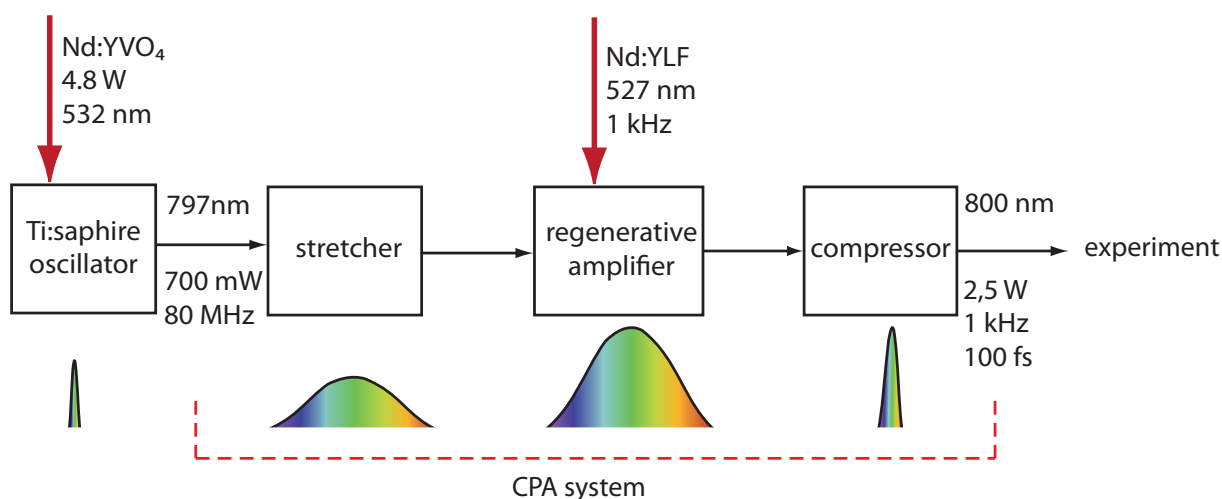 Nd:YVO₄
4.8 W
532 nm
Nd:YLF
527 nm
1 kHz
Ti:saphire
oscillator
797nm
700 mW
80 MHz
stretcher
regenerative
amplifier
compressor
800 nm
2,5 W
1 kHz
100 fs
experiment
CPA system